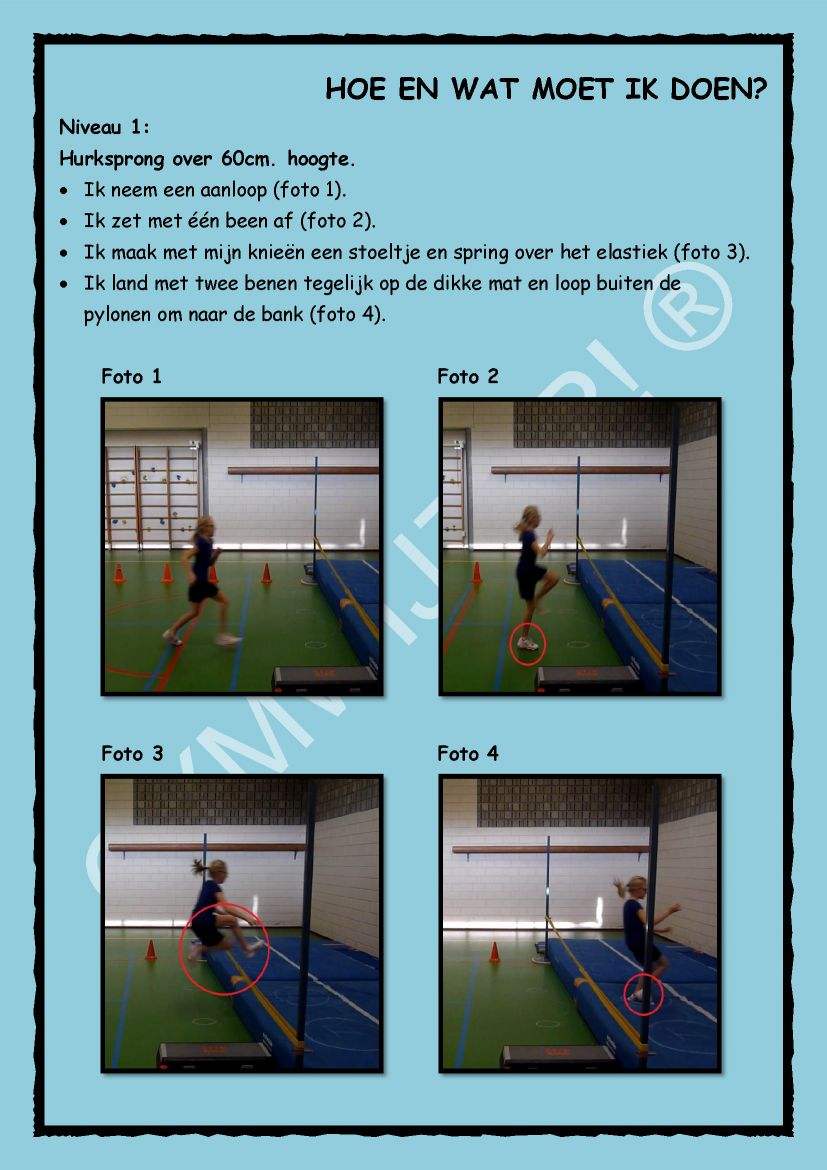 HOE EN WAT MOET IK DOEN?
Niveau 1:
Hurksprong over 60cm. hoogte.
• Ik neem een aanloop (foto 1).
• Ik zet met één been af (foto 2).
• Ik maak met mijn knieën een stoeltje en spring over het elastiek (foto 3).
• Ik land met twee benen tegelijk op de dikke mat en loop buiten de
pylonen om naar de bank (foto 4).
Foto 1
Foto 2
Foto 3
Foto 4